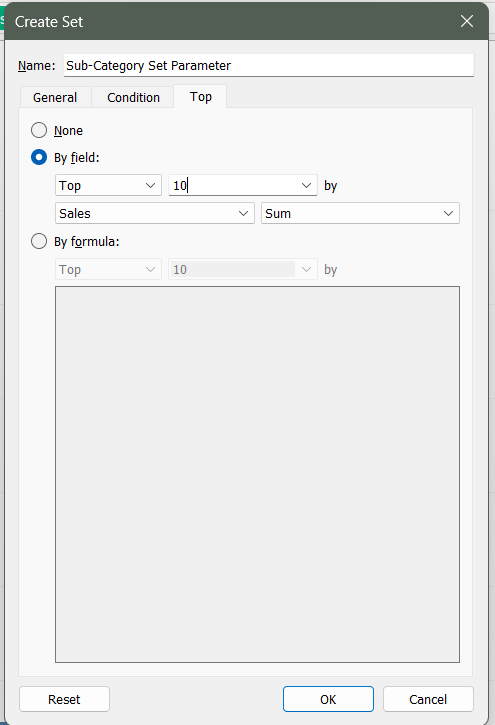 Create Set
Name: Sub-Category Set Parameter
General Condition Top
None
By field:
Top 10 by
Sales Sum
By formula:
Top 10 by
Reset OK Cancel